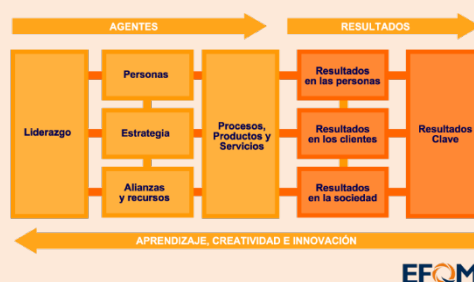 AGENTES
RESULTADOS
Liderazgo
Personas
Estrategia
Alianzas
y recursos
Procesos,
Productos y
Servicios
Resultados
en las personas
Resultados
en los clientes
Resultados
en la sociedad
Resultados
Clave
APRENDIZAJE, CREATIVIDAD E INNOVACIÓN
EFQM